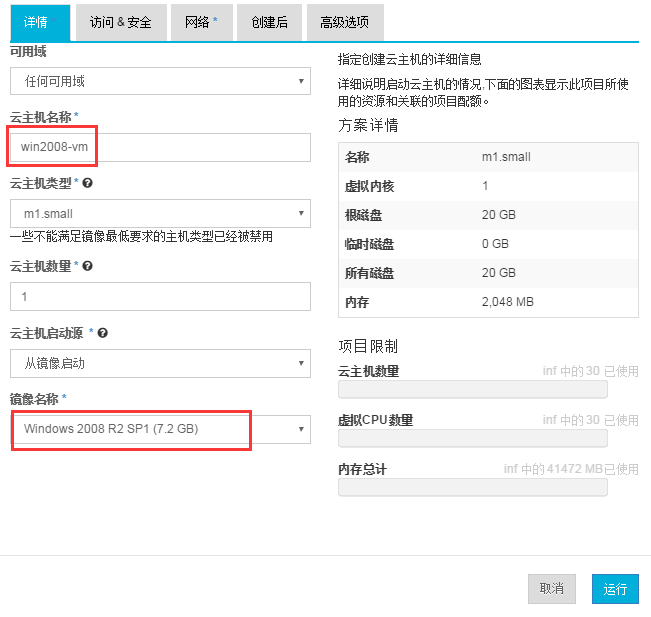 详情 访问 & 安全 网络 * 创建后 高级选项
可用域
任何可用域
云主机名称 *
win2008-vm
云主机类型 *
m1.small
一些不能满足镜像最低要求的主机类型已经被禁用
云主机数量 *
1
云主机启动源 *
从镜像启动
镜像名称 *
Windows 2008 R2 SP1 (7.2 GB)
指定创建云主机的详细信息
详细说明启动云主机的情况,下面的图表显示此项目所使
用的资源和关联的项目配额。
方案详情
名称 m1.small
虚拟内核 1
根磁盘 20 GB
临时磁盘 0 GB
所有磁盘 20 GB
内存 2,048 MB
项目限制
云主机数量 inf 中的 30 已使用
虚拟CPU数量 inf 中的 30 已使用
内存总计 inf 中的 41472 MB已使用
取消 运行